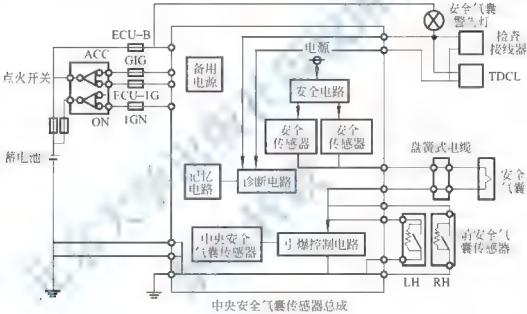 ECU-B
安全气囊
警气灯
ACC
GIG
点火开关
电源
检查
接线器
备用
电源
ECU-1G
TDCL
安全电路
ON
1GN
安全
传感器
安全
传感器
盘簧式电缆
蓄电池
记忆
电路
诊断电路
安全
气囊
中央安全
气囊传感器
引爆控制电路
前安全气
囊传感器
LH
RH
中央安全气囊传感器总成